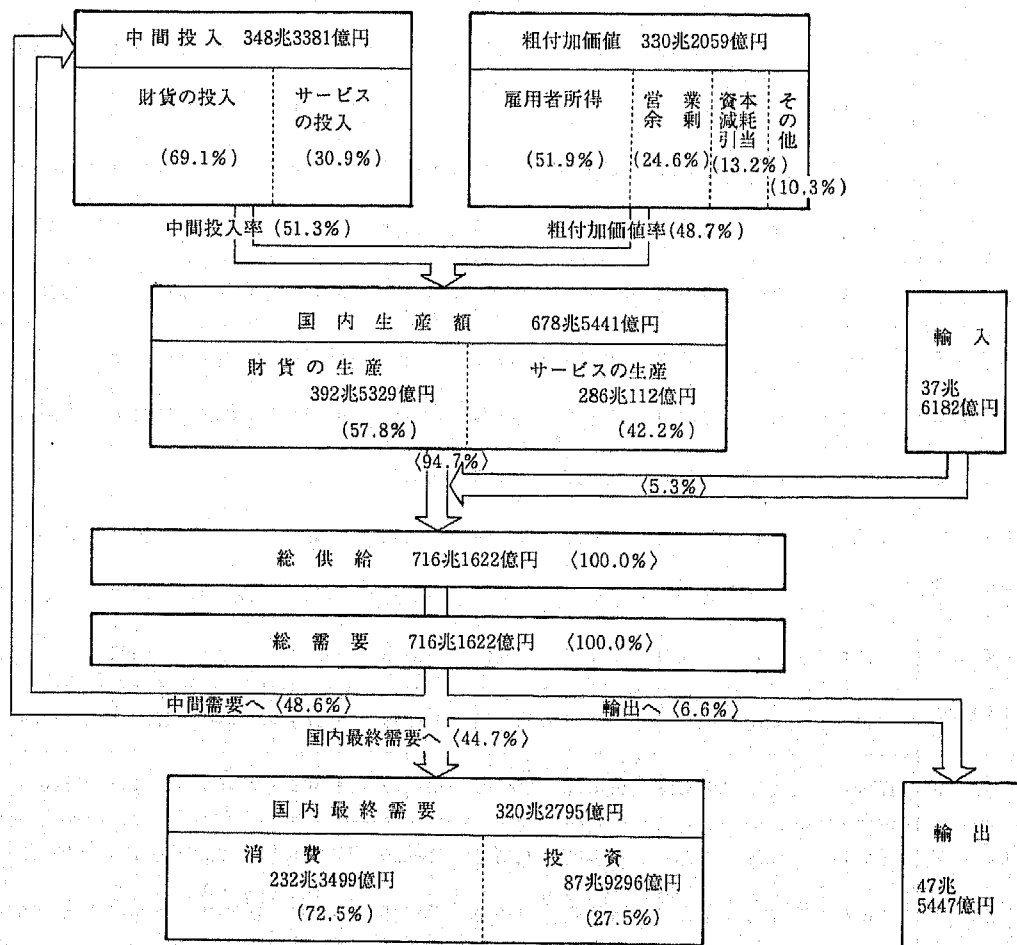 中間投入 348兆3381億円
財貨の投入
(69.1%)
サービス
の投入
(30.9%)
粗付加価値 330兆2059億円
雇用者所得
(51.9%)
営業
余剰
(24.6%)
資本
減耗
引当
(13.2%)
その他
(10.3%)
中間投入率(51.3%)
粗付加価値率(48.7%)
国内生産額 678兆5441億円
財貨の生産
392兆5329億円
(57.8%)
サービスの生産
286兆112億円
(42.2%)
輸入
37兆
6182億円
〈94.7%〉
〈5.3%〉
総供給 716兆1622億円 〈100.0%〉
総需要 716兆1622億円 〈100.0%〉
中間需要へ〈48.6%〉
輸出へ〈6.6%〉
国内最終需要へ〈44.7%〉
国内最終需要 320兆2795億円
消費
232兆3499億円
(72.5%)
投資
87兆9296億円
(27.5%)
輸出
47兆
5447億円